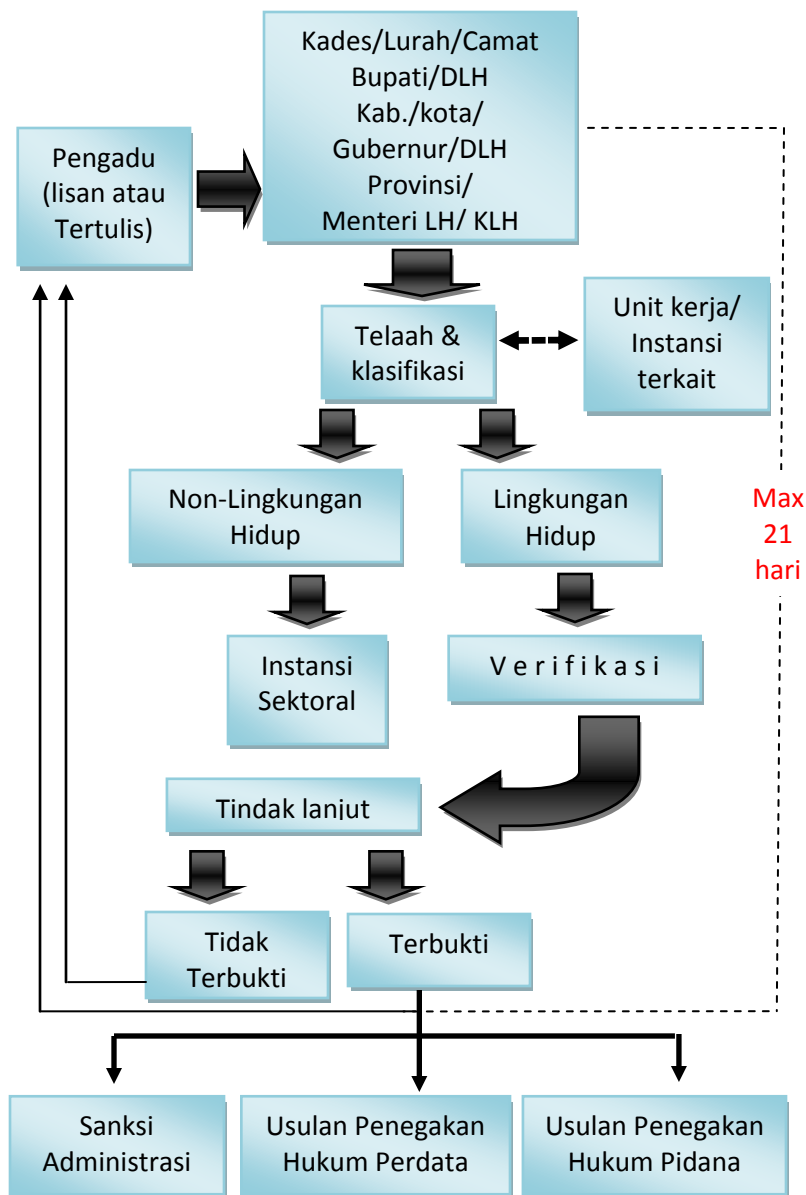 Kades/Lurah/Camat
Bupati/DLH
Kab./kota/
Gubernur/DLH
Provinsi/
Menteri LH/ KLH
Pengadu
(lisan atau
Tertulis)
Telaah &
klasifikasi
Unit kerja/
Instansi
terkait
Non-Lingkungan
Hidup
Lingkungan
Hidup
Max
21
hari
Instansi
Sektoral
V e r i f i k a s i
Tindak lanjut
Tidak
Terbukti
Terbukti
Sanksi
Administrasi
Usulan Penegakan
Hukum Perdata
Usulan Penegakan
Hukum Pidana